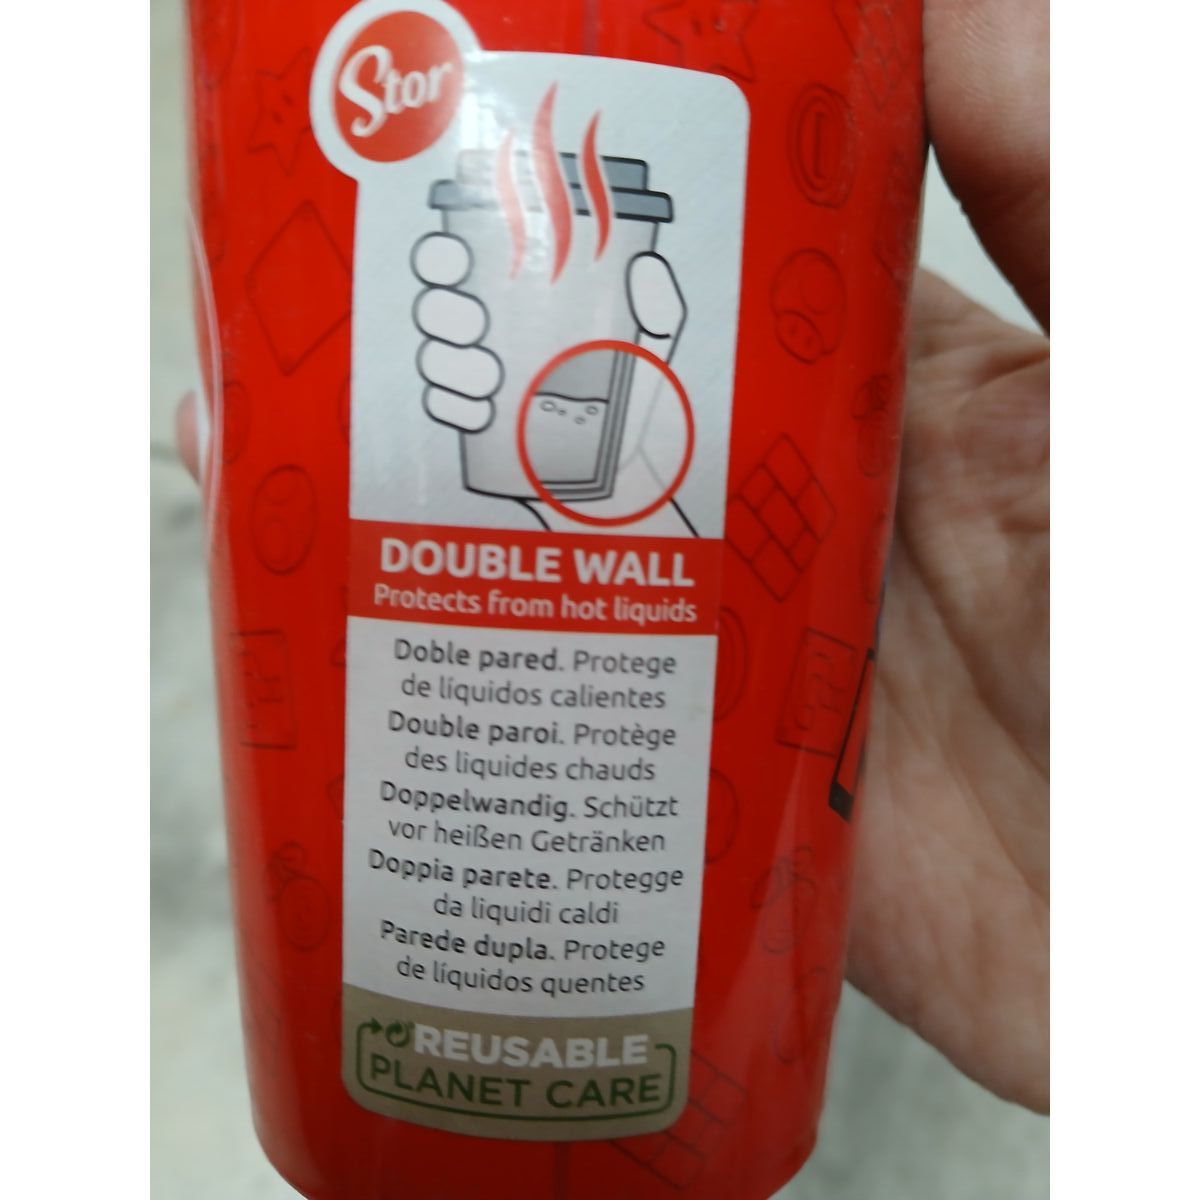 Stor
DOUBLE WALL
Protects from hot liquids
Doble pared. Protege
de líquidos calientes
Double paroi. Protège
des liquides chauds
Doppelwandig. Schützt
vor heißen Getränken
Doppia parete. Protegge
da liquidi caldi
Parede dupla. Protege
de líquidos quentes
REUSABLE
PLANET CARE